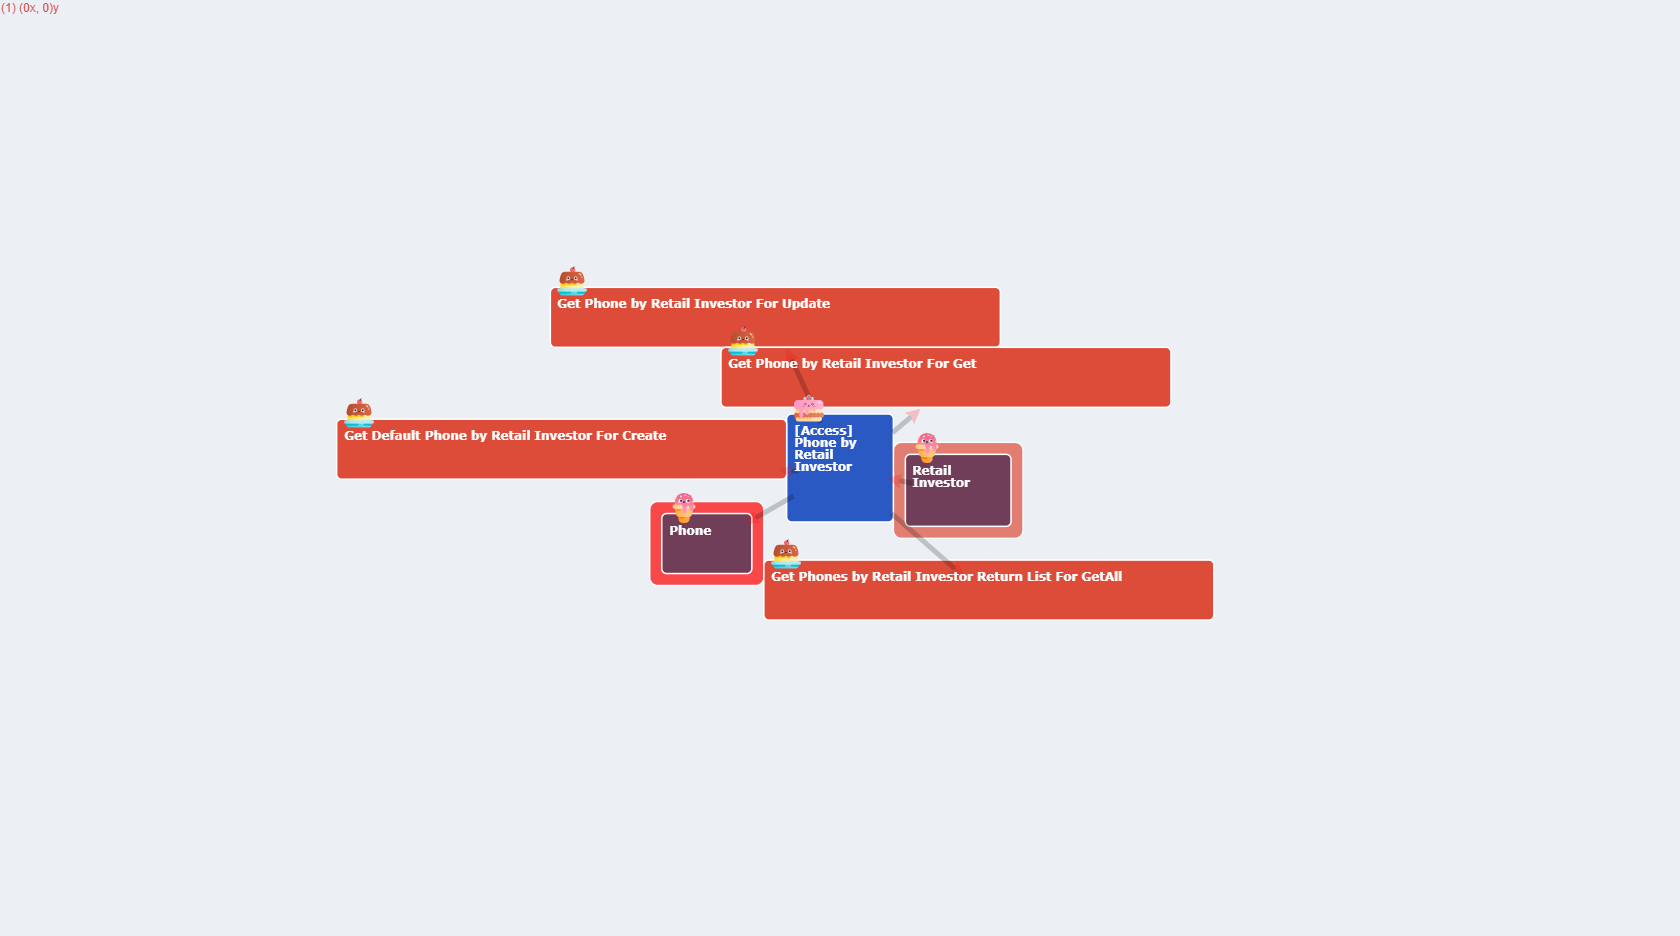 (1) (0x, 0)y
Get Phone by Retail Investor For Update
Get Phone by Retail Investor For Get
Get Default Phone by Retail Investor For Create
[Access]
Phone by
Retail
Investor
Retail
Investor
Phone
Get Phones by Retail Investor Return List For GetAll